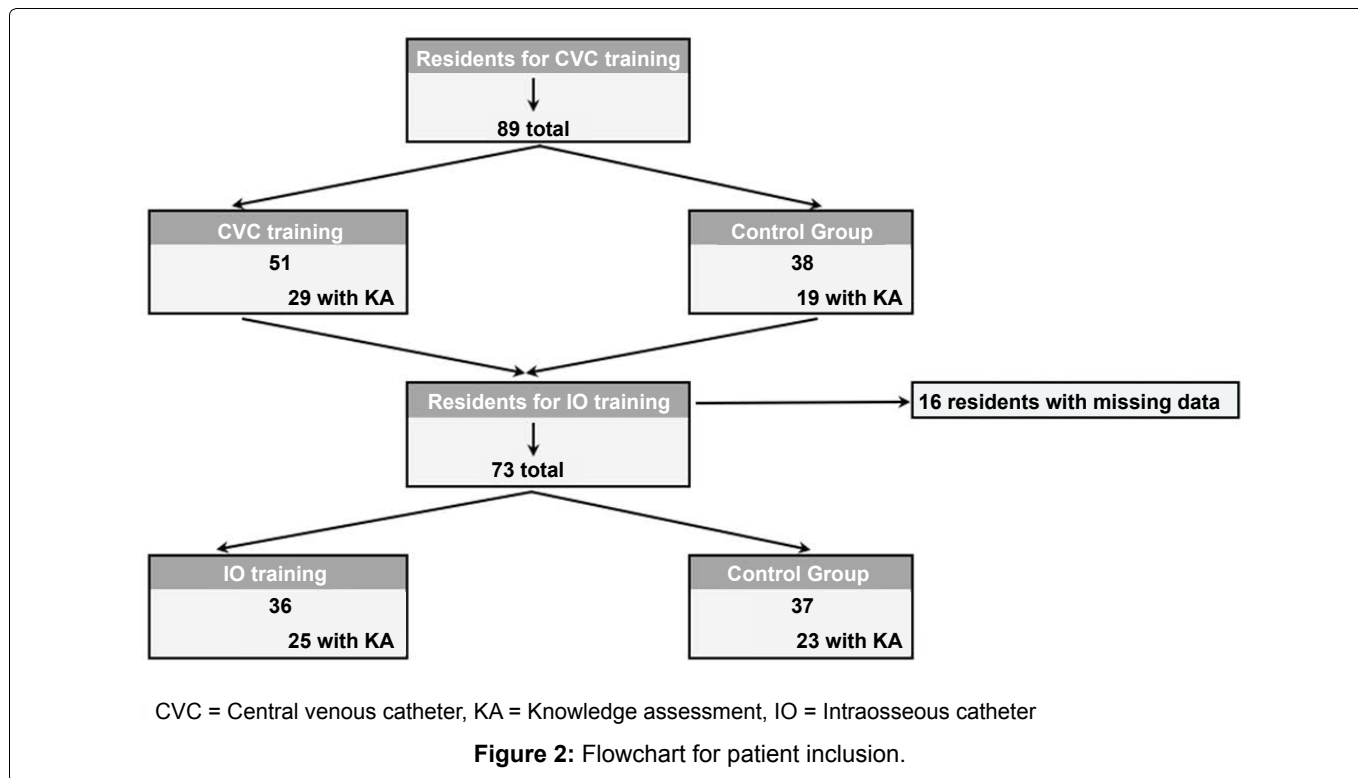 Residents for CVC training
89 total
CVC training
51
29 with KA
Control Group
38
19 with KA
Residents for IO training
73 total
16 residents with missing data
IO training
36
25 with KA
Control Group
37
23 with KA
CVC = Central venous catheter, KA = Knowledge assessment, IO = Intraosseous catheter
Figure 2: Flowchart for patient inclusion.